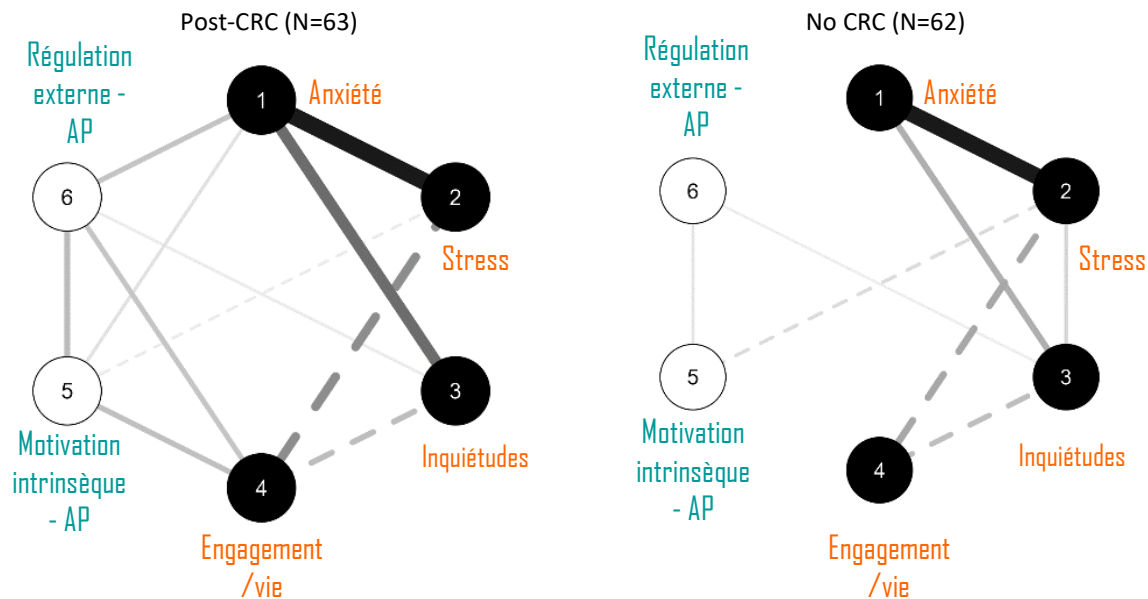 Post-CRC (N=63)
Régulation
externe -
AP
1
Anxiété
6
2
Stress
5
3
Motivation
intrinsèque
- AP
Inquiétudes
4
Engagement
/vie
No CRC (N=62)
Régulation
externe -
AP
1
Anxiété
6
2
Stress
5
3
Motivation
intrinsèque
- AP
Inquiétudes
4
Engagement
/vie